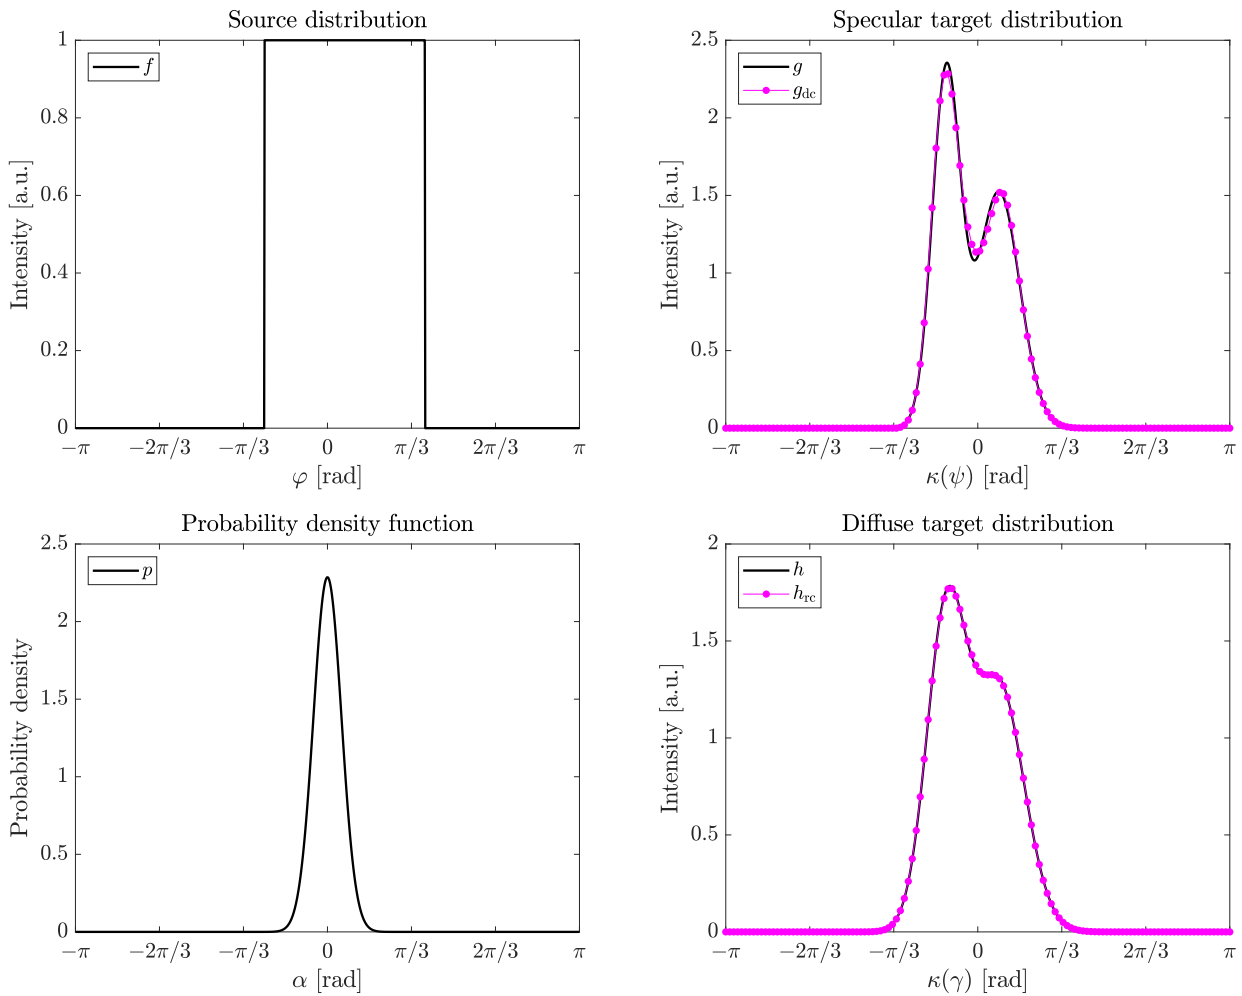 Source distribution
f
Intensity [a.u.]
1
0.8
0.6
0.4
0.2
0
−π
−2π/3
−π/3
0
π/3
2π/3
π
φ [rad]
Specular target distribution
g
g_dc
Intensity [a.u.]
2.5
2
1.5
1
0.5
0
−π
−2π/3
−π/3
0
π/3
2π/3
π
κ(ψ) [rad]
Probability density function
p
Probability density
2.5
2
1.5
1
0.5
0
−π
−2π/3
−π/3
0
π/3
2π/3
π
α [rad]
Diffuse target distribution
h
h_rc
Intensity [a.u.]
2
1.5
1
0.5
0
−π
−2π/3
−π/3
0
π/3
2π/3
π
κ(γ) [rad]